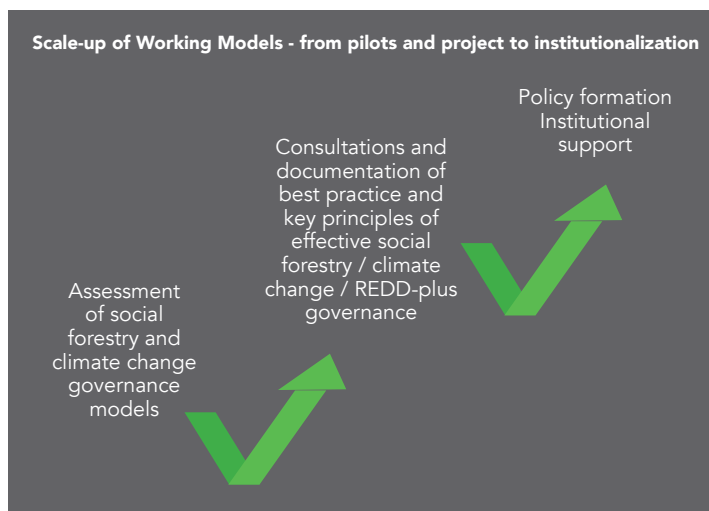 Scale-up of Working Models - from pilots and project to institutionalization
Assessment
of social
forestry and
climate change
governance
models
Consultations and
documentation of
best practice and
key principles of
effective social
forestry / climate
change / REDD-plus
governance
Policy formation
Institutional
support